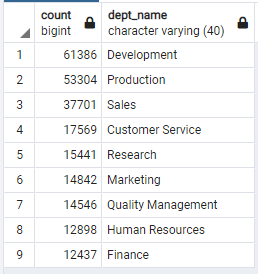 count dept_name
bigint character varying (40)
1 61386 Development
2 53304 Production
3 37701 Sales
4 17569 Customer Service
5 15441 Research
6 14842 Marketing
7 14546 Quality Management
8 12898 Human Resources
9 12437 Finance